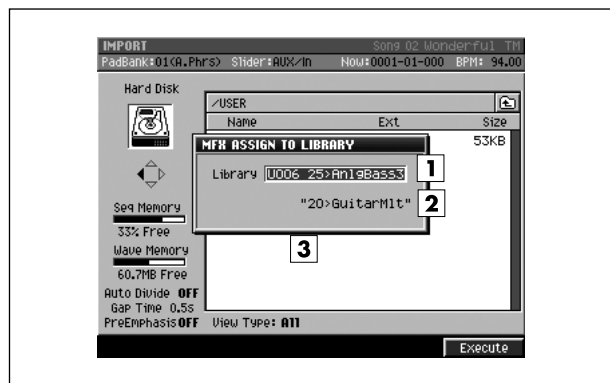 IMPORT Song 02 Wonderful TM
PadBank:01(A.Phrs) Slider:AUX/In Now:0001-01-000 BPM: 94.00
Hard Disk
/USER
Name Ext Size
53KB
MFX ASSIGN TO LIBRARY
Library U006 25>AnlgBass3 1
"20>GuitarMlt" 2
3
Seq Memory
33% Free
Wave Memory
60.7MB Free
Auto Divide OFF
Gap Time 0.5s
PreEmphasis OFF View Type: All
Execute